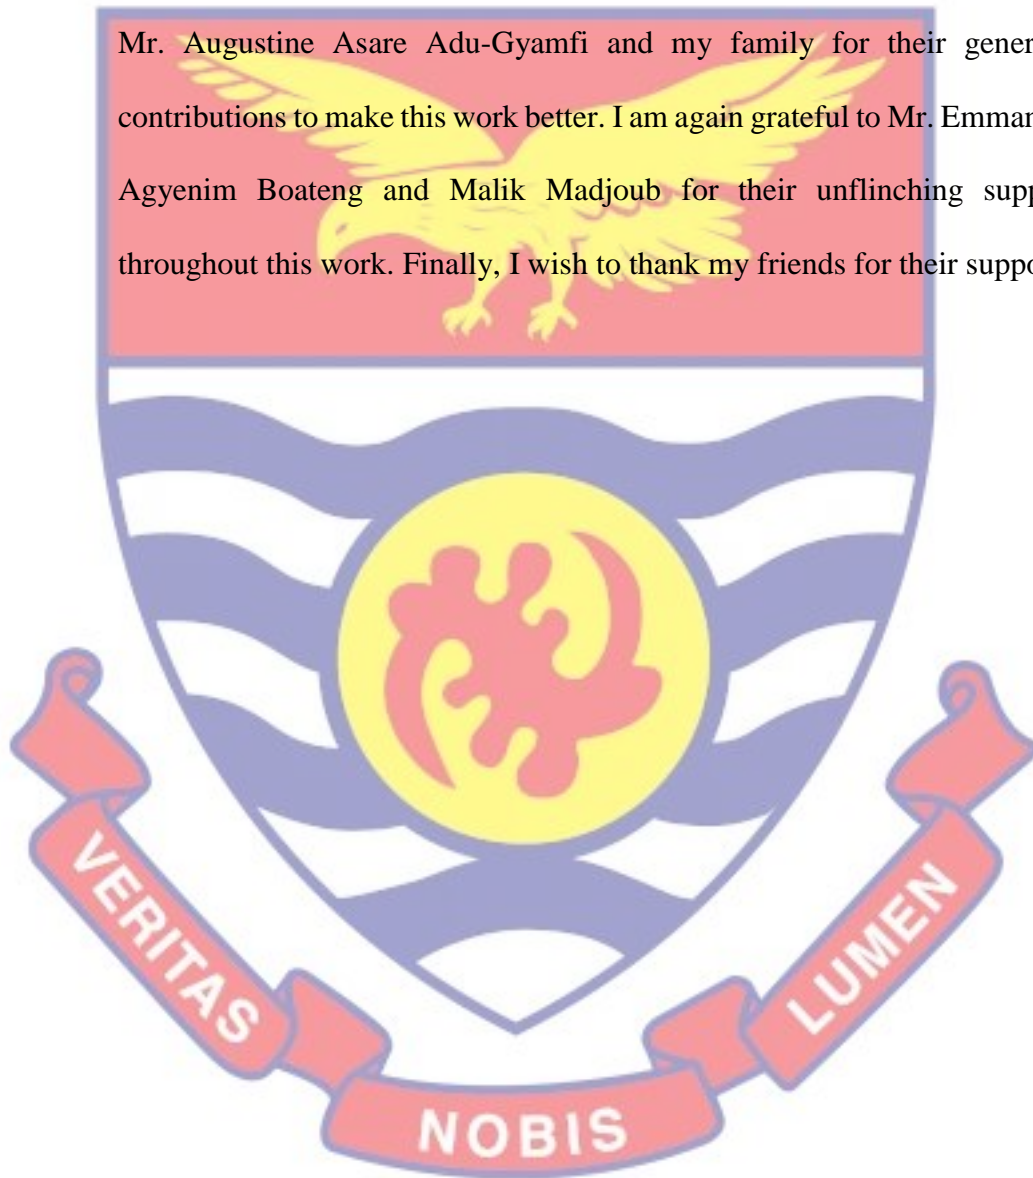 Mr. Augustine Asare Adu-Gyamfi and my family for their gener
contributions to make this work better. I am again grateful to Mr. Emman
Agyenim Boateng and Malik Madjoub for their unflinching supp
throughout this work. Finally, I wish to thank my friends for their suppo
VERITAS
NOBIS
LUMEN